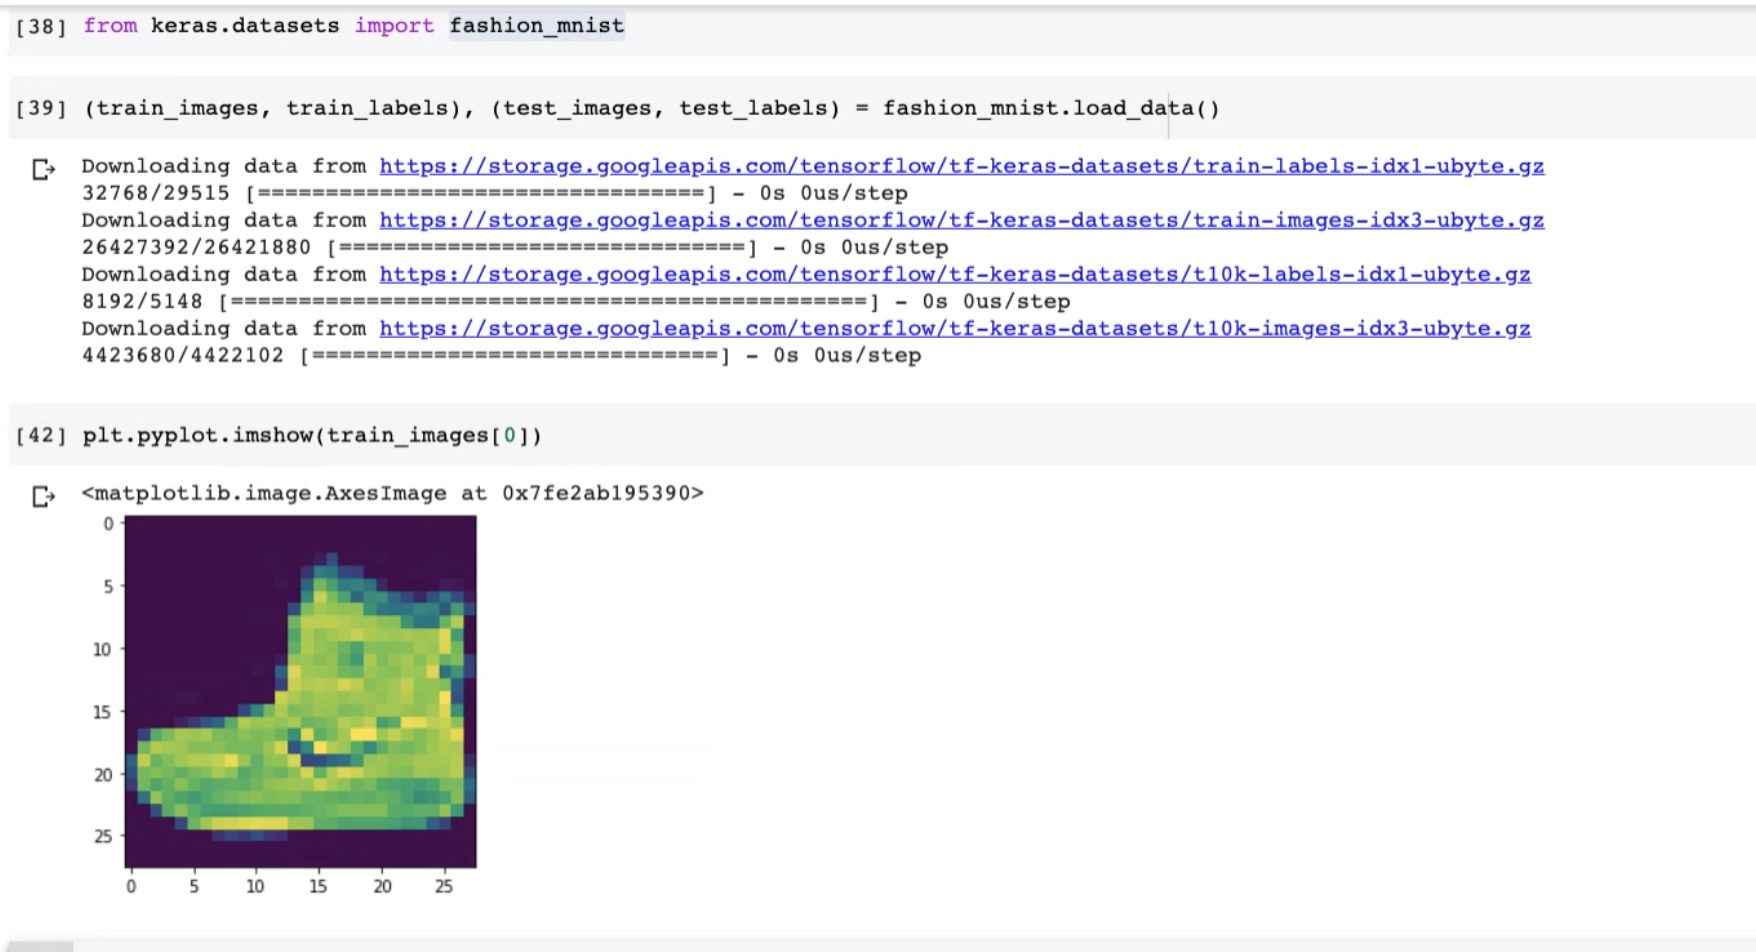 [38] from keras.datasets import fashion_mnist
[39] (train_images, train_labels), (test_images, test_labels) = fashion_mnist.load_data()
Downloading data from https://storage.googleapis.com/tensorflow/tf-keras-datasets/train-labels-idx1-ubyte.gz
32768/29515 [=================================] - 0s 0us/step
Downloading data from https://storage.googleapis.com/tensorflow/tf-keras-datasets/train-images-idx3-ubyte.gz
26427392/26421880 [==============================] - 0s 0us/step
Downloading data from https://storage.googleapis.com/tensorflow/tf-keras-datasets/t10k-labels-idx1-ubyte.gz
8192/5148 [===============================================] - 0s 0us/step
Downloading data from https://storage.googleapis.com/tensorflow/tf-keras-datasets/t10k-images-idx3-ubyte.gz
4423680/4422102 [==============================] - 0s 0us/step
[42] plt.pyplot.imshow(train_images[0])
<matplotlib.image.AxesImage at 0x7fe2ab195390>
0
5
10
15
20
25
0 5 10 15 20 25